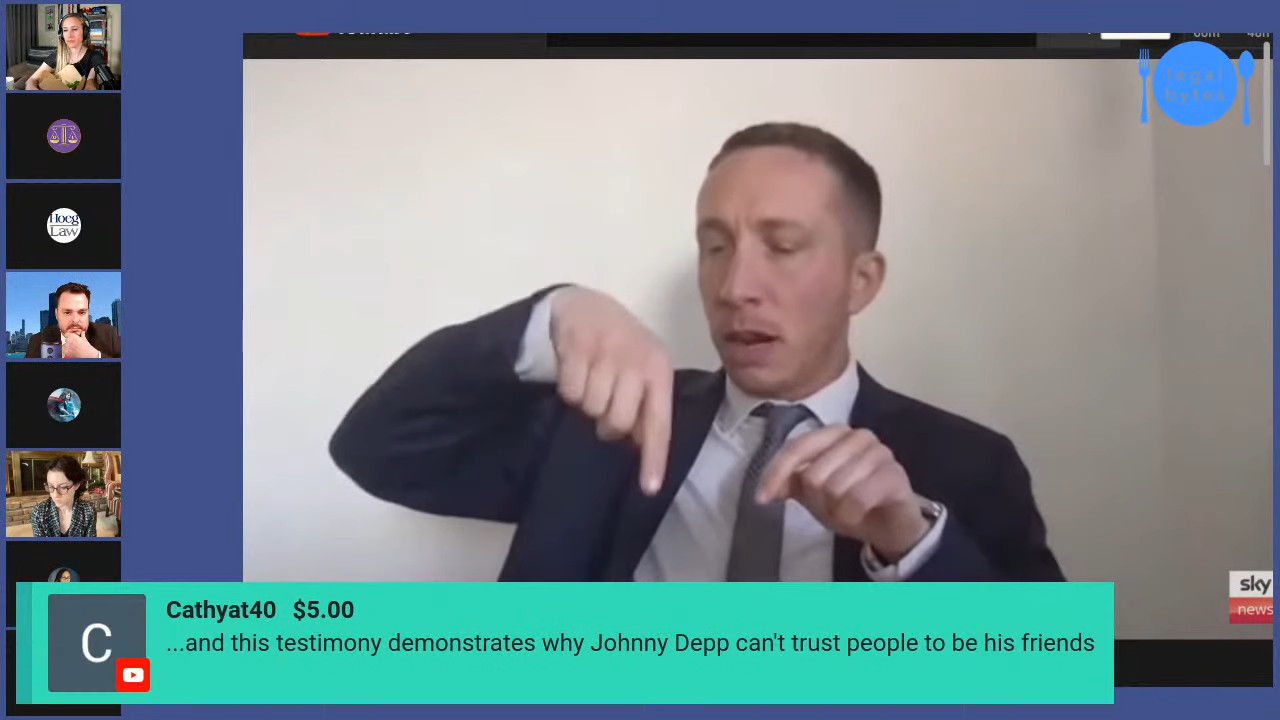 legal
bytes
Hoeg
Law
sky
news
Cathyat40 $5.00
...and this testimony demonstrates why Johnny Depp can't trust people to be his friends
C